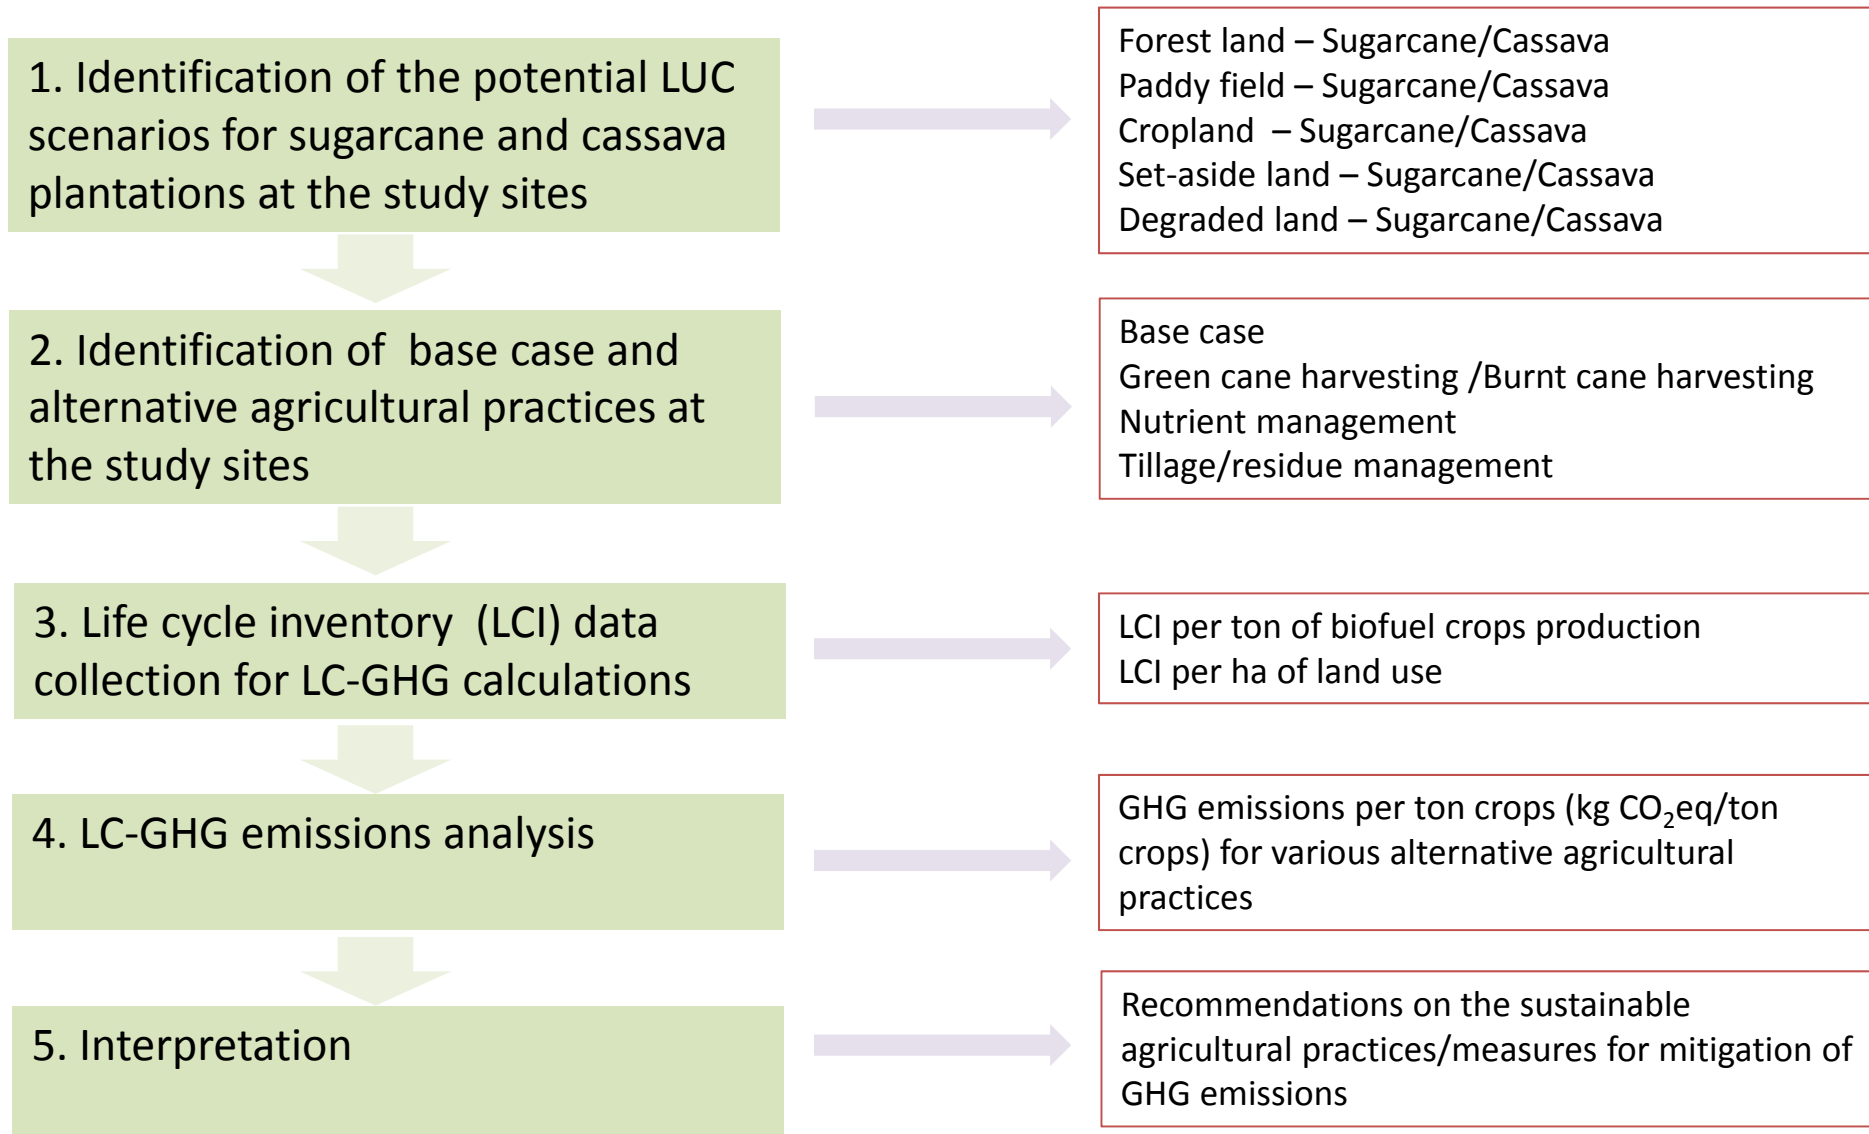 1. Identification of the potential LUC
scenarios for sugarcane and cassava
plantations at the study sites
Forest land – Sugarcane/Cassava
Paddy field – Sugarcane/Cassava
Cropland – Sugarcane/Cassava
Set-aside land – Sugarcane/Cassava
Degraded land – Sugarcane/Cassava
2. Identification of base case and
alternative agricultural practices at
the study sites
Base case
Green cane harvesting /Burnt cane harvesting
Nutrient management
Tillage/residue management
3. Life cycle inventory (LCI) data
collection for LC-GHG calculations
LCI per ton of biofuel crops production
LCI per ha of land use
4. LC-GHG emissions analysis
GHG emissions per ton crops (kg CO₂eq/ton
crops) for various alternative agricultural
practices
5. Interpretation
Recommendations on the sustainable
agricultural practices/measures for mitigation of
GHG emissions